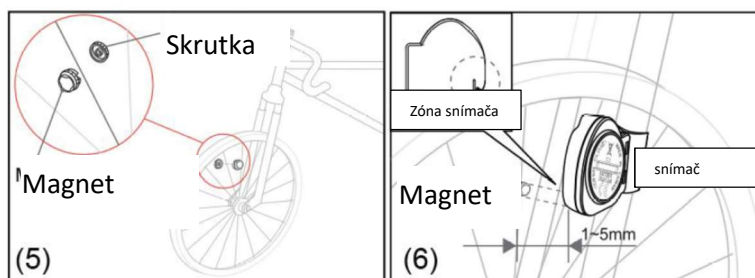 Skrutka
Magnet
(5)
Zóna snímača
snímač
Magnet
1~5mm
(6)